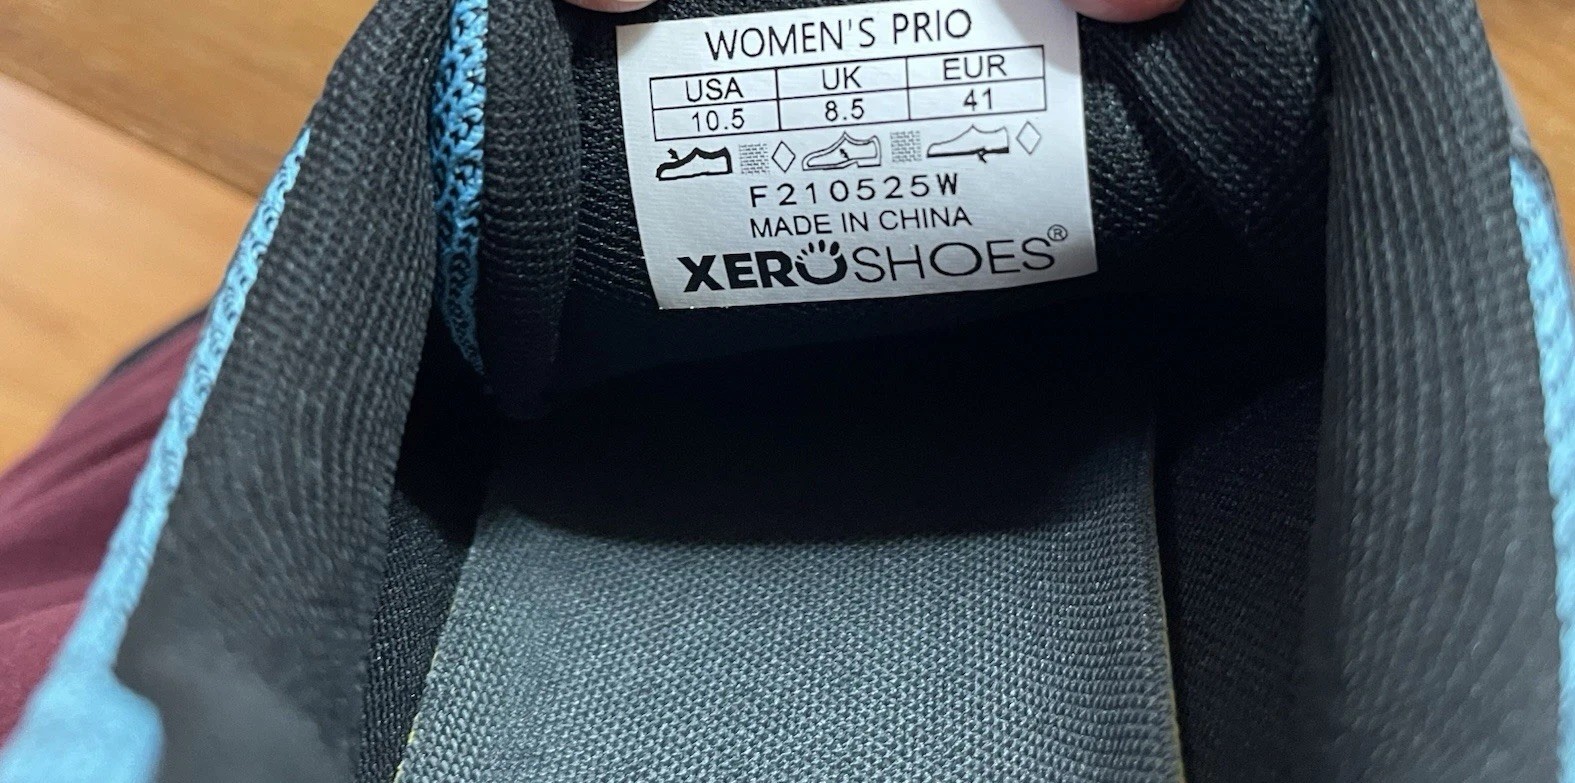 WOMEN'S PRIO
USA UK EUR
10.5 8.5 41
F210525W
MADE IN CHINA
XEROSHOES®